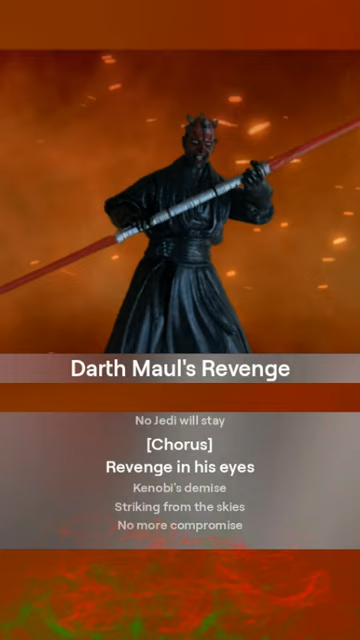 Darth Maul's Revenge
No Jedi will stay
[Chorus]
Revenge in his eyes
Kenobi's demise
Striking from the skies
No more compromise